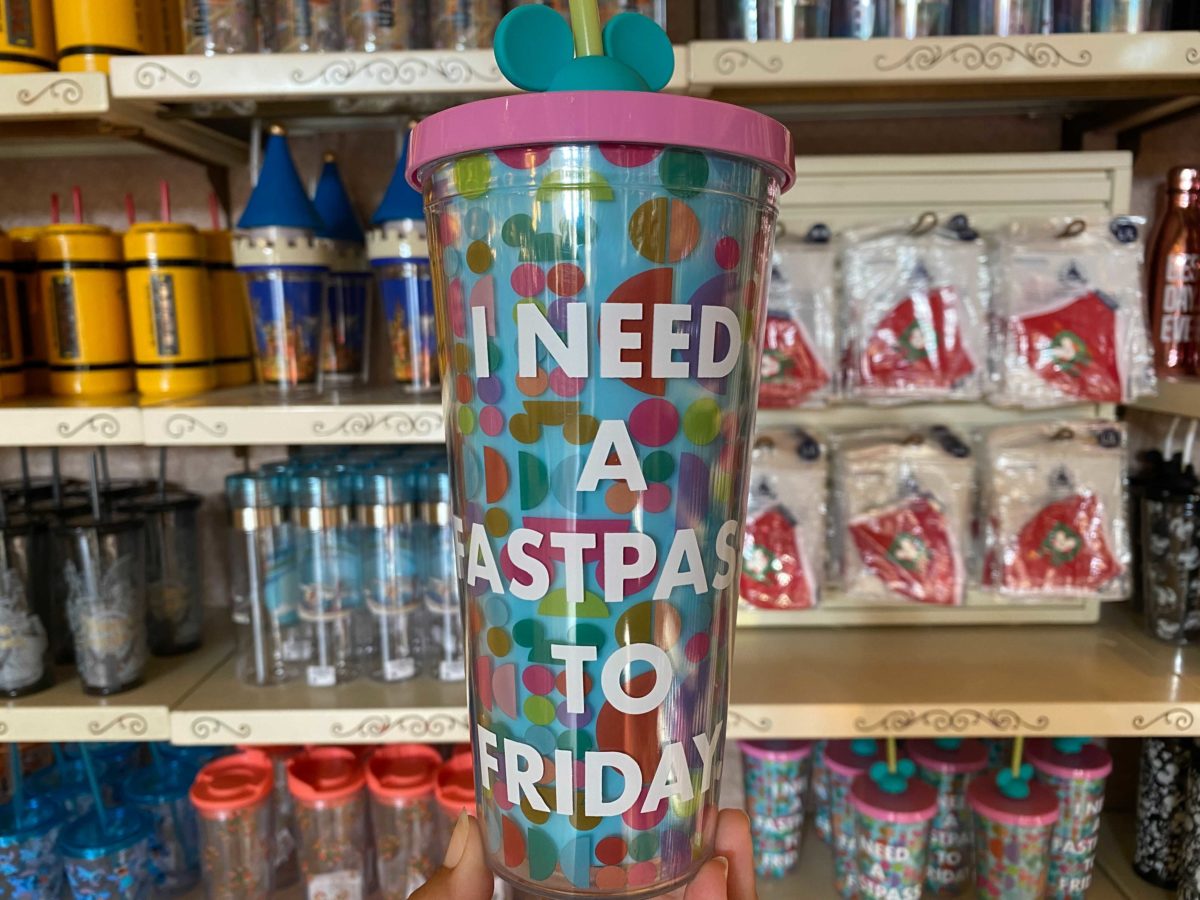 I NEED
A
FASTPASS
TO
FRIDAY.